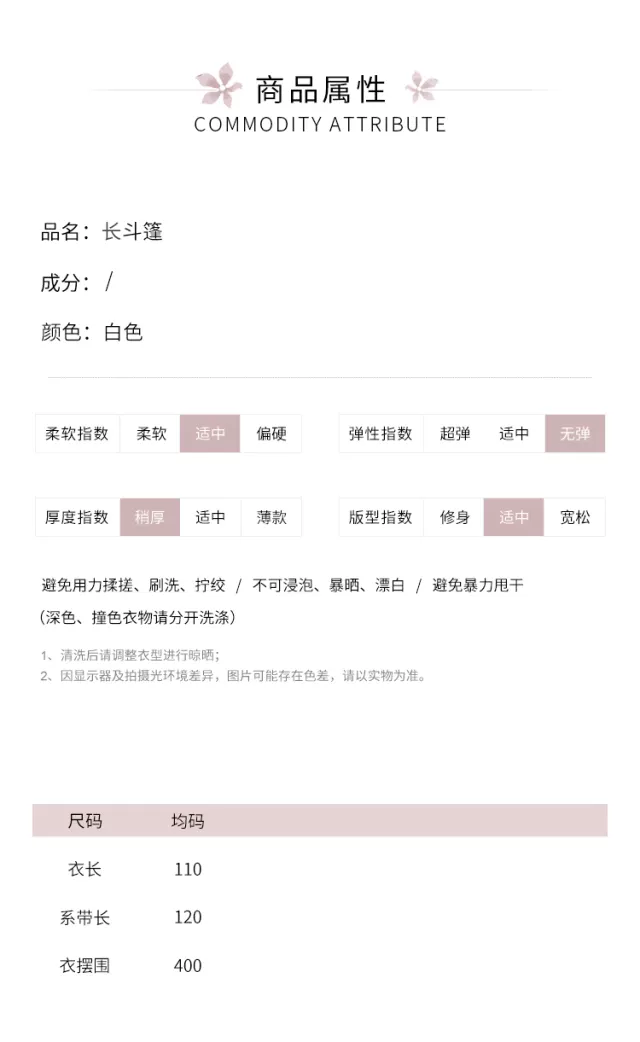 商品属性
COMMODITY ATTRIBUTE
品名：长斗篷
成分：/
颜色：白色
柔软指数 柔软 适中 偏硬 弹性指数 超弹 适中 无弹
厚度指数 稍厚 适中 薄款 版型指数 修身 适中 宽松
避免用力揉搓、刷洗、拧绞 / 不可浸泡、暴晒、漂白 / 避免暴力甩干
（深色、撞色衣物请分开洗涤）
1、清洗后请调整衣型进行晾晒；
2、因显示器及拍摄光环境差异，图片可能存在色差，请以实物为准。
尺码 均码
衣长 110
系带长 120
衣摆围 400